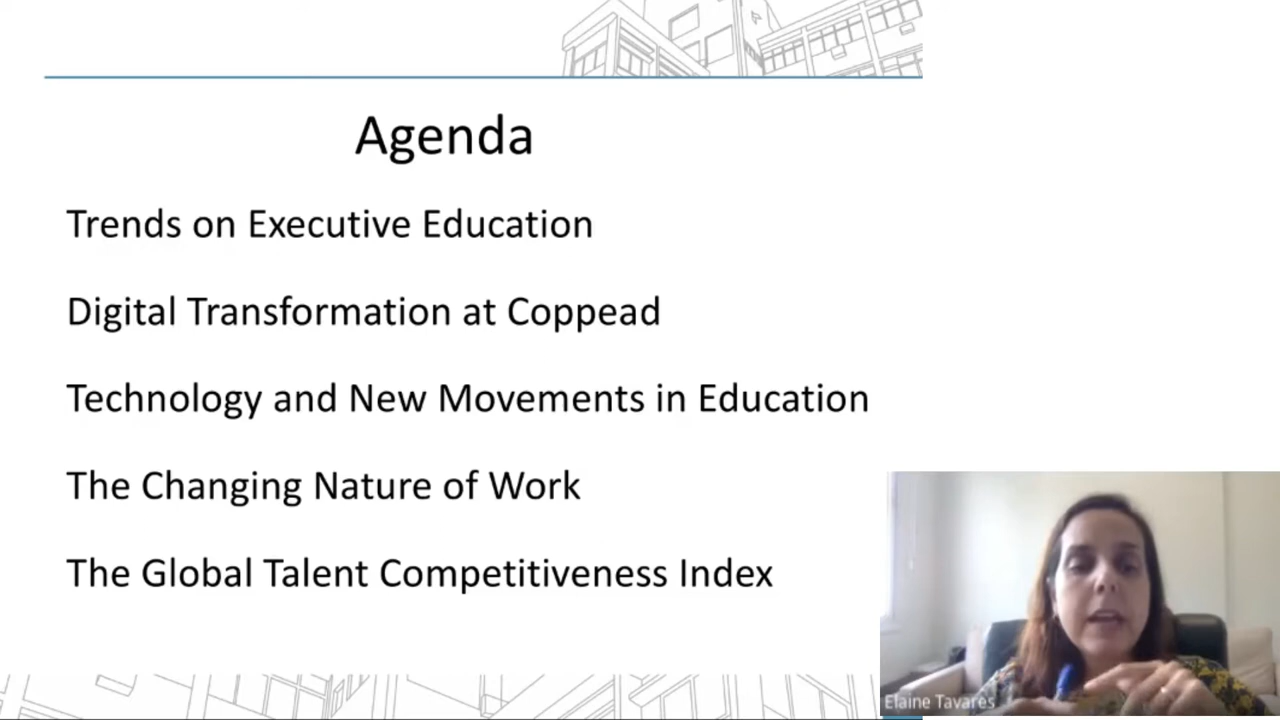 Agenda
Trends on Executive Education
Digital Transformation at Coppead
Technology and New Movements in Education
The Changing Nature of Work
The Global Talent Competitiveness Index
Elaine Tavares